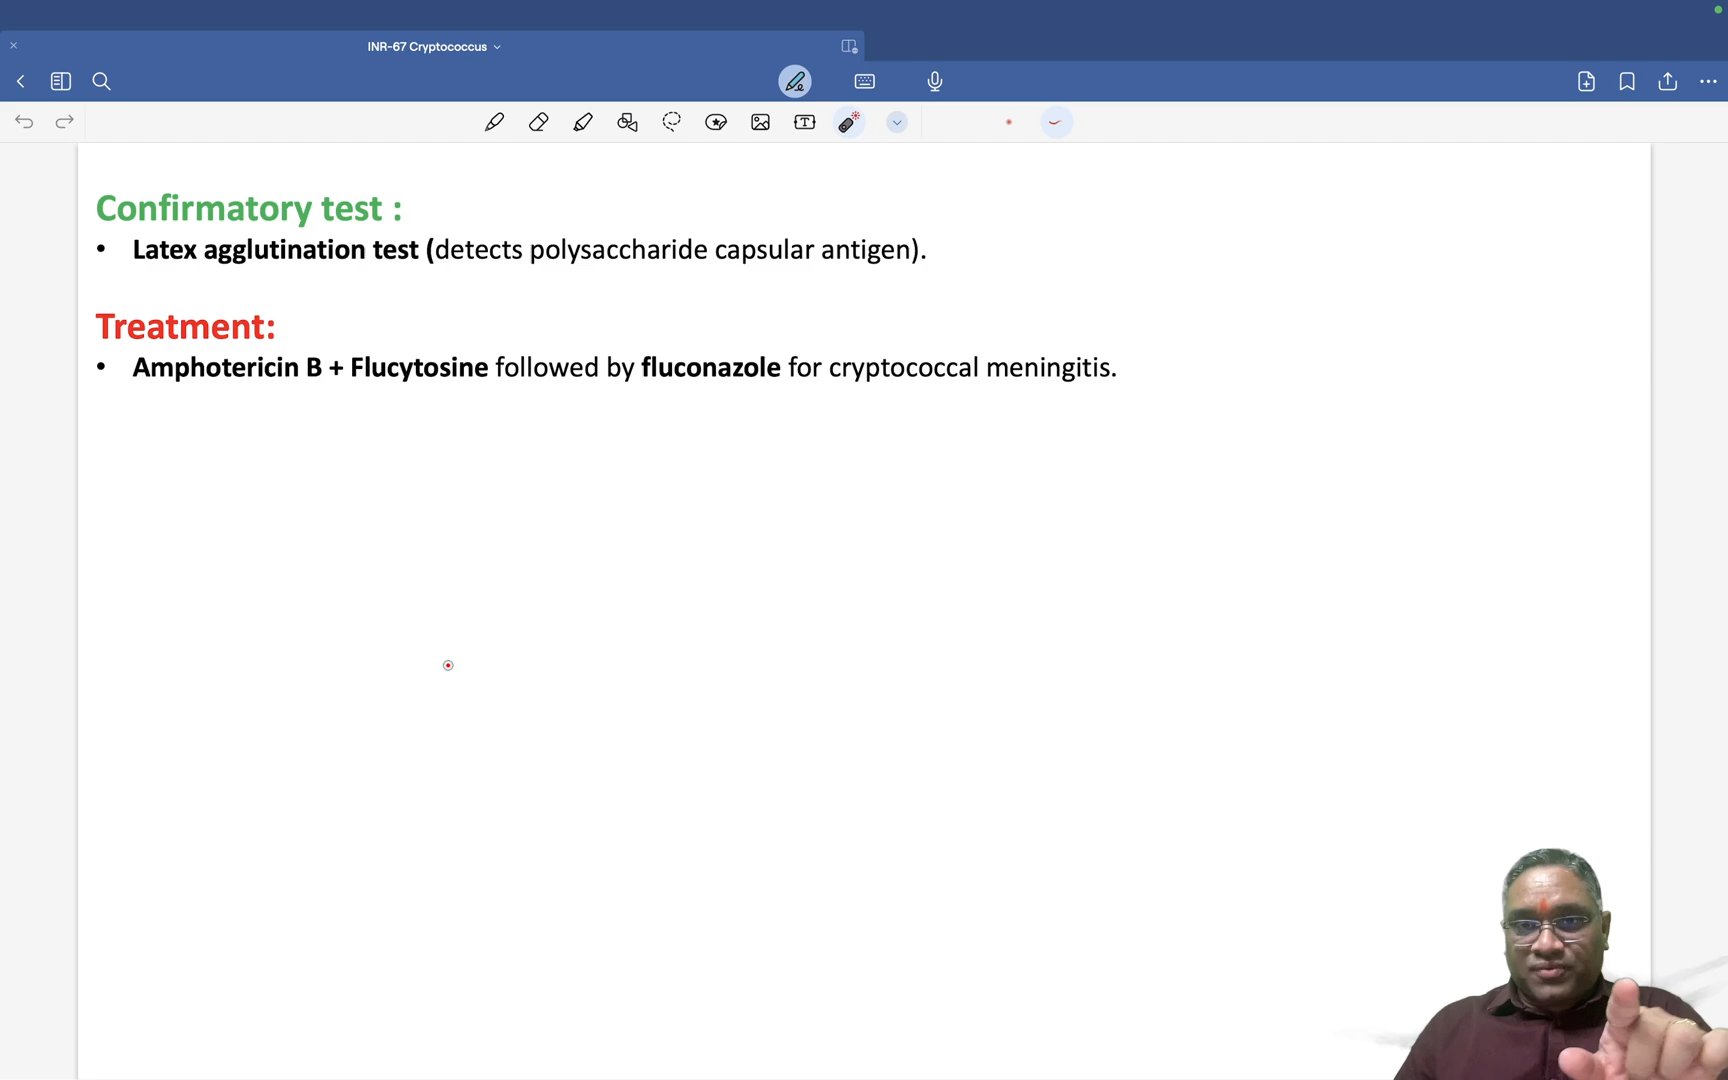 INR-67 Cryptococcus
Confirmatory test :
• Latex agglutination test (detects polysaccharide capsular antigen).
Treatment:
• Amphotericin B + Flucytosine followed by fluconazole for cryptococcal meningitis.